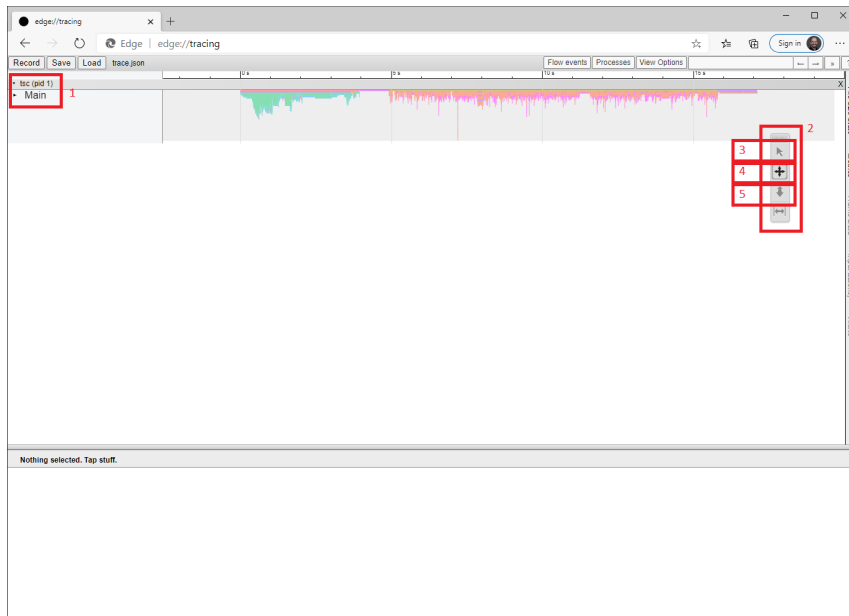 edge://tracing
Edge | edge://tracing
Sign in
Record Save Load trace.json
Flow events Processes View Options
0 s 5 s 10 s 15 s
tsc (pid 1) X
Main 1
2
3
4
5
Nothing selected. Tap stuff.